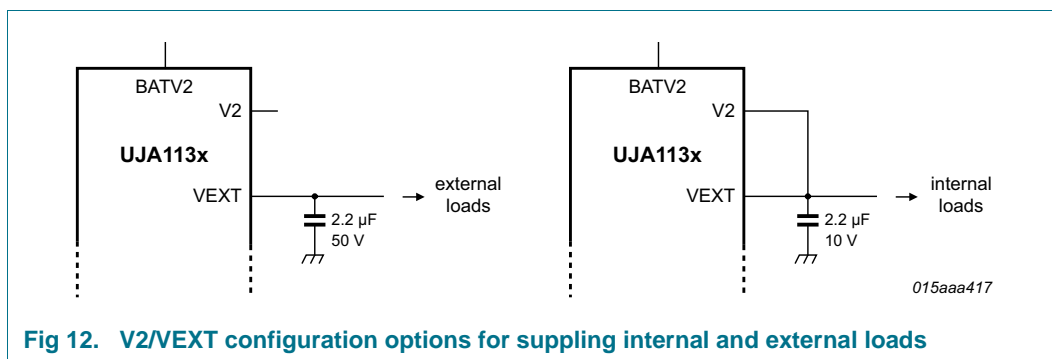 BATV2
V2
UJA113x
VEXT
external
loads
2.2 µF
50 V
BATV2
V2
UJA113x
VEXT
internal
loads
2.2 µF
10 V
015aaa417
Fig 12. V2/VEXT configuration options for suppling internal and external loads